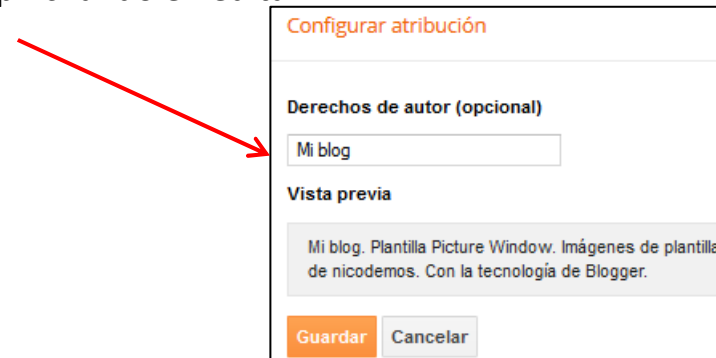 Configurar atribución
Derechos de autor (opcional)
Mi blog
Vista previa
Mi blog. Plantilla Picture Window. Imágenes de plantilla
de nicodemos. Con la tecnología de Blogger.
Guardar Cancelar